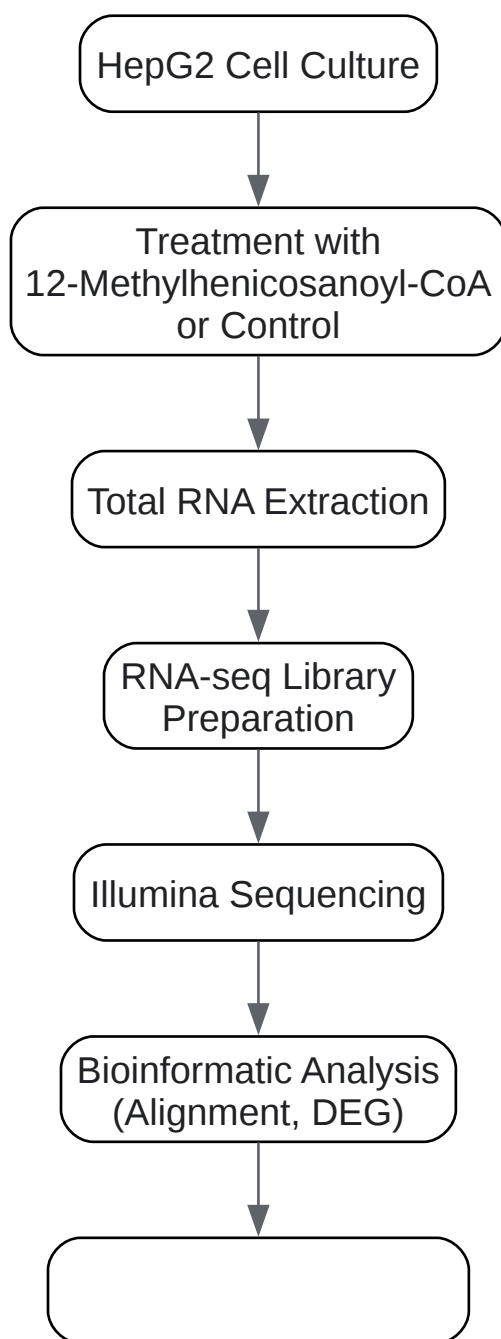 HepG2 Cell Culture
Treatment with
12-Methylhenicosanoyl-CoA
or Control
Total RNA Extraction
RNA-seq Library
Preparation
Illumina Sequencing
Bioinformatic Analysis
(Alignment, DEG)